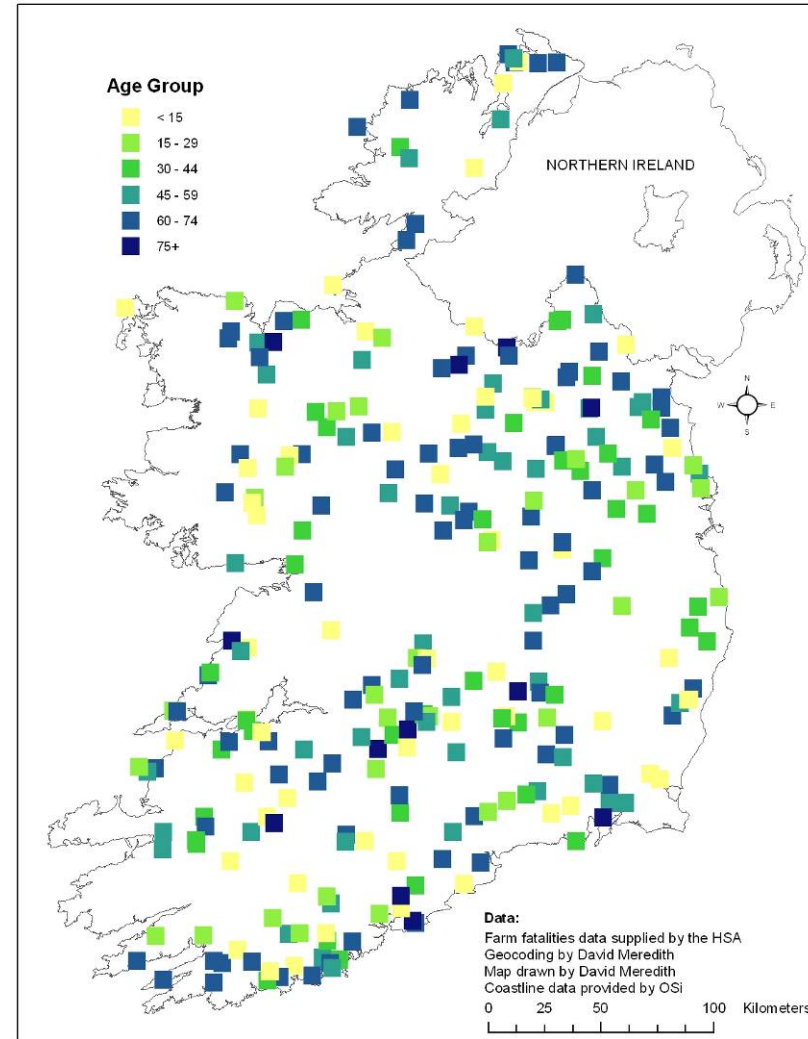 Age Group
< 15
15 - 29
30 - 44
45 - 59
60 - 74
75+
NORTHERN IRELAND
N
W E
S
Data:
Farm fatalities data supplied by the HSA
Geocoding by David Meredith
Map drawn by David Meredith
Coastline data provided by OSi
0 25 50 100 Kilometers